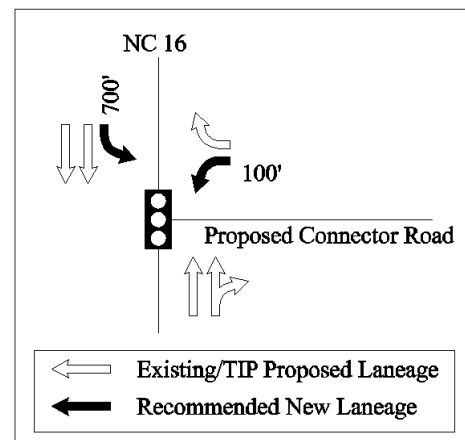 NC 16
700'
100'
Proposed Connector Road
Existing/TIP Proposed Laneage
Recommended New Laneage